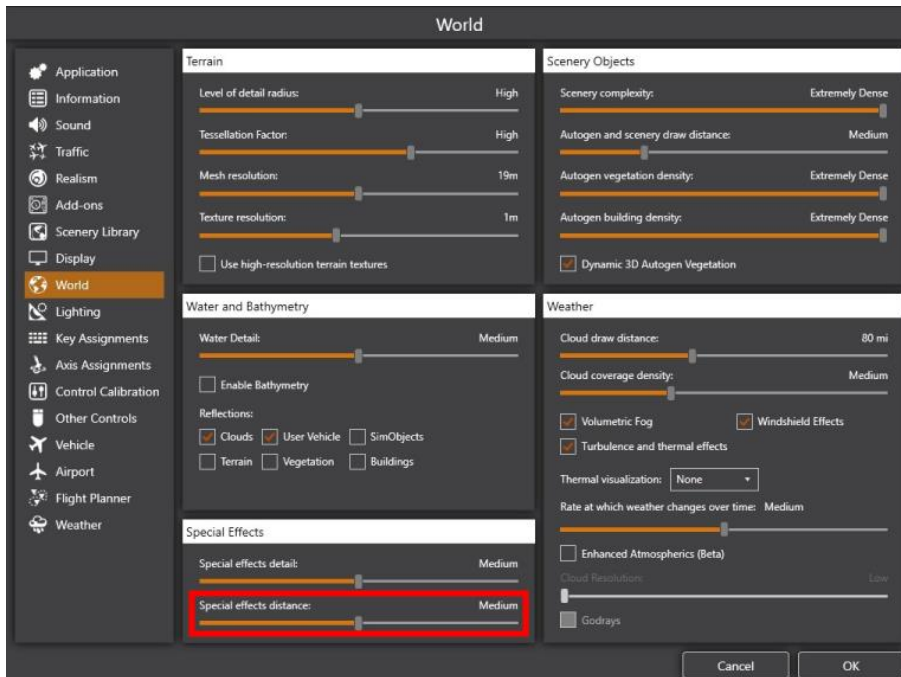 World
Application
Information
Sound
Traffic
Realism
Add-ons
Scenery Library
Display
World
Lighting
Key Assignments
Axis Assignments
Control Calibration
Other Controls
Vehicle
Airport
Flight Planner
Weather
Terrain
Level of detail radius: High
Tessellation Factor: High
Mesh resolution: 19m
Texture resolution: 1m
Use high-resolution terrain textures
Water and Bathymetry
Water Detail: Medium
Enable Bathymetry
Reflections:
Clouds User Vehicle SimObjects
Terrain Vegetation Buildings
Special Effects
Special effects detail: Medium
Special effects distance: Medium
Scenery Objects
Scenery complexity: Extremely Dense
Autogen and scenery draw distance: Medium
Autogen vegetation density: Extremely Dense
Autogen building density: Extremely Dense
Dynamic 3D Autogen Vegetation
Weather
Cloud draw distance: 80 mi
Cloud coverage density: Medium
Volumetric Fog Windshield Effects
Turbulence and thermal effects
Thermal visualization: None
Rate at which weather changes over time: Medium
Enhanced Atmospherics (Beta)
Cloud Resolution: Low
Godrays
Cancel OK